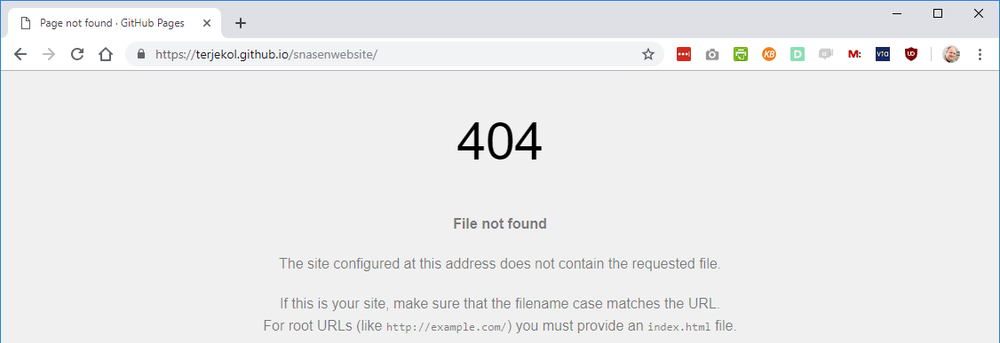 Page not found · GitHub Pages
https://terjekol.github.io/snasenwebsite/
KB
D
a
M:
vta
404
File not found
The site configured at this address does not contain the requested file.
If this is your site, make sure that the filename case matches the URL.
For root URLs (like http://example.com/) you must provide an index.html file.